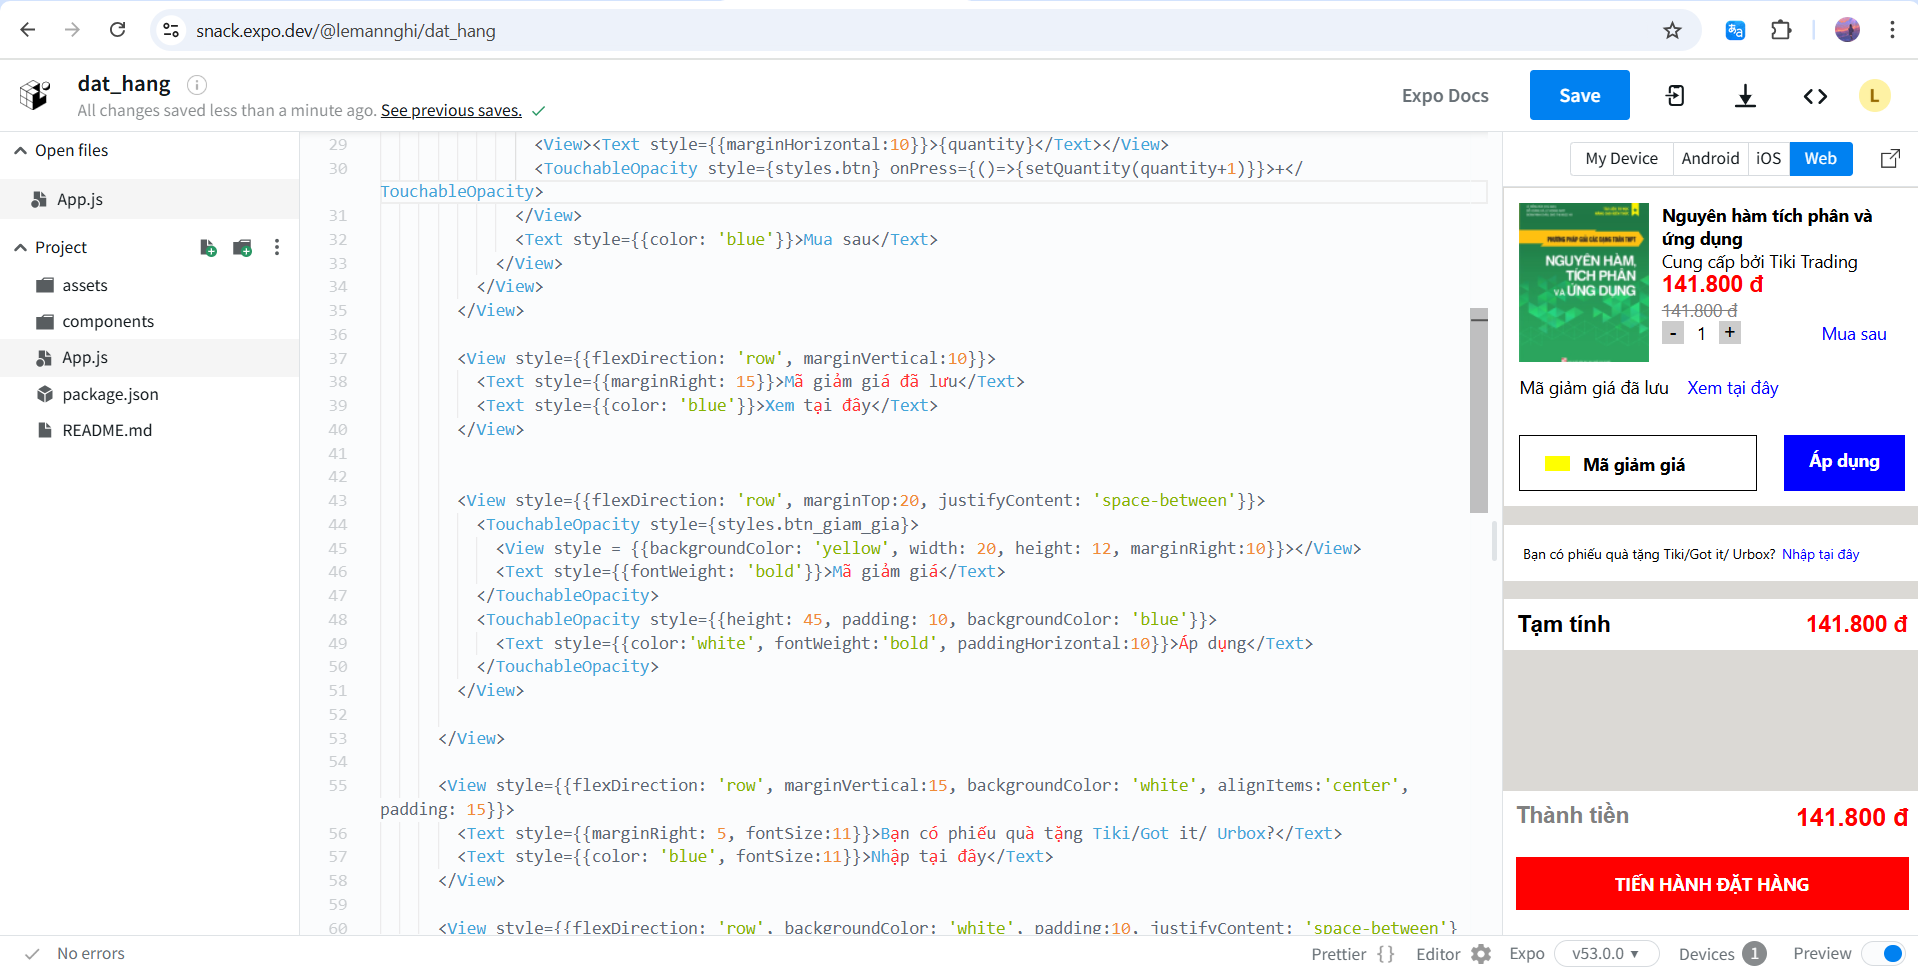 snack.expo.dev/@lemannghi/dat_hang
dat_hang
All changes saved less than a minute ago. See previous saves.
Expo Docs
Save
L
Open files
App.js
Project
assets
components
App.js
package.json
README.md
29 <View><Text style={{marginHorizontal:10}}>{quantity}</Text></View>
30 <TouchableOpacity style={styles.btn} onPress={()=>{setQuantity(quantity+1)}}>+</
TouchableOpacity>
31 </View>
32 <Text style={{color: 'blue'}}>Mua sau</Text>
33 </View>
34 </View>
35 </View>
36
37 <View style={{flexDirection: 'row', marginVertical:10}}>
38 <Text style={{marginRight: 15}}>Mã giảm giá đã lưu</Text>
39 <Text style={{color: 'blue'}}>Xem tại đây</Text>
40 </View>
41
42
43 <View style={{flexDirection: 'row', marginTop:20, justifyContent: 'space-between'}}>
44 <TouchableOpacity style={styles.btn_giam_gia}>
45 <View style = {{backgroundColor: 'yellow', width: 20, height: 12, marginRight:10}}></View>
46 <Text style={{fontWeight: 'bold'}}>Mã giảm giá</Text>
47 </TouchableOpacity>
48 <TouchableOpacity style={{height: 45, padding: 10, backgroundColor: 'blue'}}>
49 <Text style={{color:'white', fontWeight:'bold', paddingHorizontal:10}}>Áp dụng</Text>
50 </TouchableOpacity>
51 </View>
52
53 </View>
54
55 <View style={{flexDirection: 'row', marginVertical:15, backgroundColor: 'white', alignItems:'center',
padding: 15}}>
56 <Text style={{marginRight: 5, fontSize:11}}>Bạn có phiếu quà tặng Tiki/Got it/ Urbox?</Text>
57 <Text style={{color: 'blue', fontSize:11}}>Nhập tại đây</Text>
58 </View>
59
60 <View style={{flexDirection: 'row', backgroundColor: 'white', padding:10, justifyContent: 'space-between'}
My Device
Android
iOS
Web
PHƯƠNG PHÁP GIẢI CÁC DẠNG TOÁN THPT
NGUYÊN HÀM,
TÍCH PHÂN
VÀ ỨNG DỤNG
Nguyên hàm tích phân và
ứng dụng
Cung cấp bởi Tiki Trading
141.800 đ
141.800 đ
- 1 +
Mua sau
Mã giảm giá đã lưu Xem tại đây
Mã giảm giá
Áp dụng
Bạn có phiếu quà tặng Tiki/Got it/ Urbox? Nhập tại đây
Tạm tính 141.800 đ
Thành tiền 141.800 đ
TIẾN HÀNH ĐẶT HÀNG
No errors
Prettier {}
Editor
Expo
v53.0.0
Devices 1
Preview